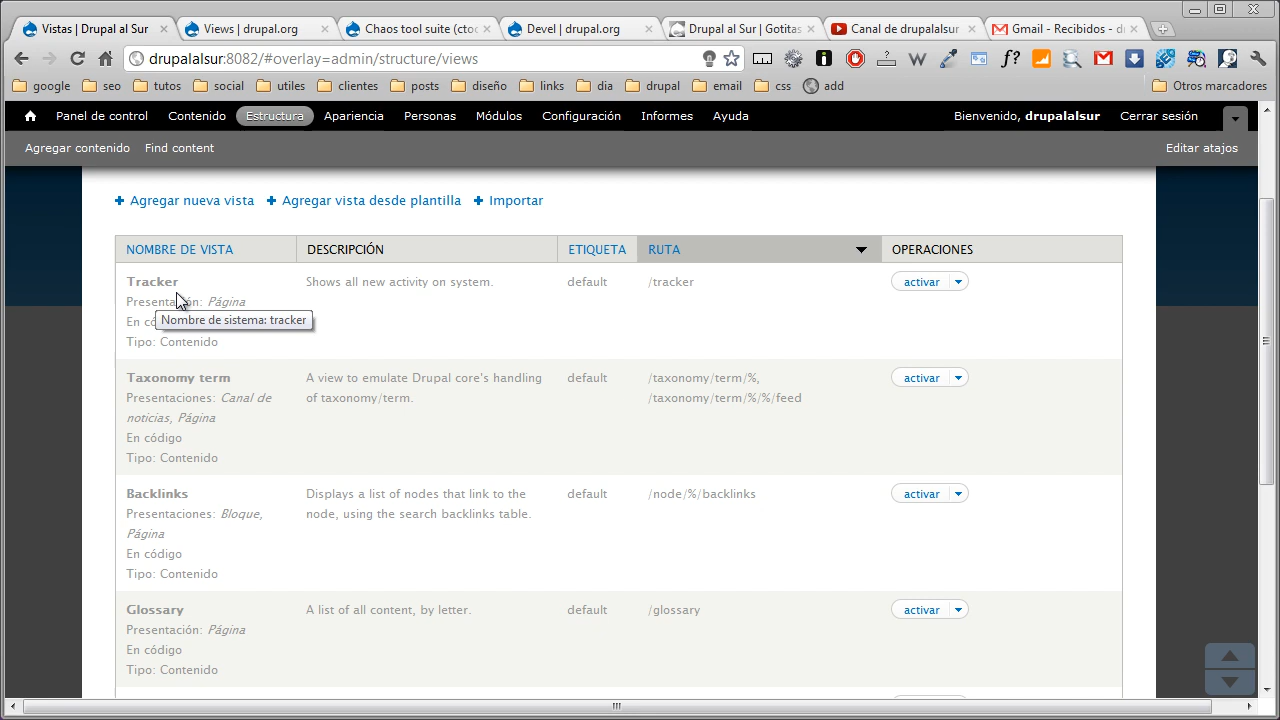 Vistas | Drupal al Sur
Views | drupal.org
Chaos tool suite (ctoc
Devel | drupal.org
Drupal al Sur | Gotitas
Canal de drupalalsur
Gmail - Recibidos - d
drupalalsur:8082/#overlay=admin/structure/views
google
seo
tutos
social
utiles
clientes
posts
diseño
links
dia
drupal
email
css
add
Otros marcadores
Panel de control
Contenido
Estructura
Apariencia
Personas
Módulos
Configuración
Informes
Ayuda
Bienvenido, drupalalsur
Cerrar sesión
Agregar contenido
Find content
Editar atajos
Agregar nueva vista
Agregar vista desde plantilla
Importar
NOMBRE DE VISTA
DESCRIPCIÓN
ETIQUETA
RUTA
OPERACIONES
Tracker
Presentación: Página
En có
Nombre de sistema: tracker
Tipo: Contenido
Shows all new activity on system.
default
/tracker
activar
Taxonomy term
Presentaciones: Canal de
noticias, Página
En código
Tipo: Contenido
A view to emulate Drupal core's handling
of taxonomy/term.
default
/taxonomy/term/%,
/taxonomy/term/%/%/feed
activar
Backlinks
Presentaciones: Bloque,
Página
En código
Tipo: Contenido
Displays a list of nodes that link to the
node, using the search backlinks table.
default
/node/%/backlinks
activar
Glossary
Presentación: Página
En código
Tipo: Contenido
A list of all content, by letter.
default
/glossary
activar